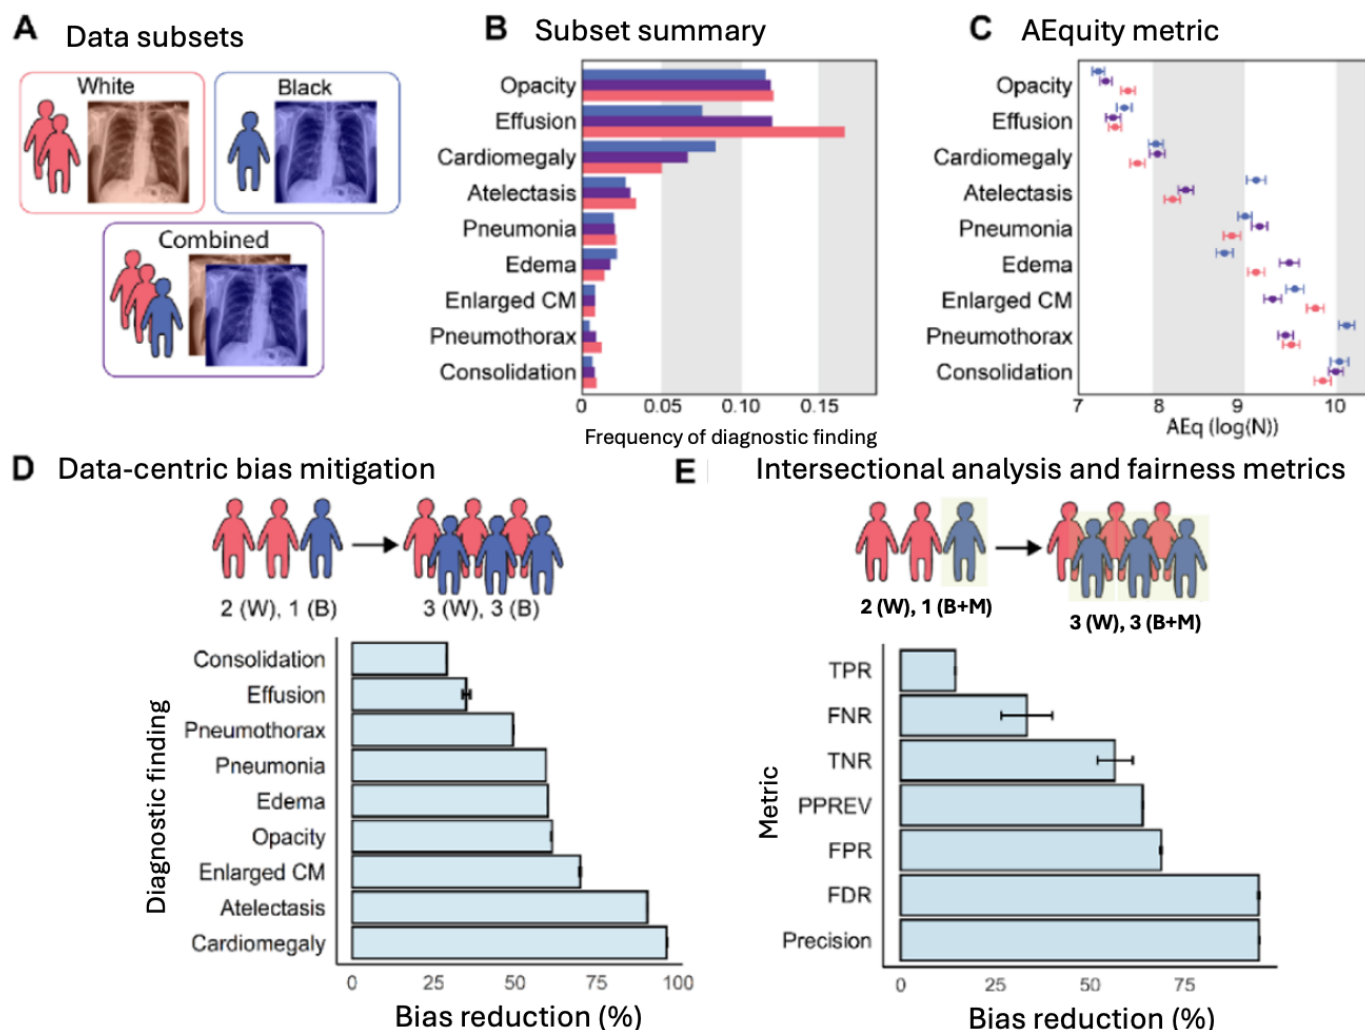 A Data subsets
White
Black
Combined
B Subset summary
Opacity
Effusion
Cardiomegaly
Atelectasis
Pneumonia
Edema
Enlarged CM
Pneumothorax
Consolidation
0 0.05 0.10 0.15
Frequency of diagnostic finding
C AEquity metric
Opacity
Effusion
Cardiomegaly
Atelectasis
Pneumonia
Edema
Enlarged CM
Pneumothorax
Consolidation
7 8 9 10
AEq (log(N))
D Data-centric bias mitigation
2 (W), 1 (B) 3 (W), 3 (B)
Diagnostic finding
Consolidation
Effusion
Pneumothorax
Pneumonia
Edema
Opacity
Enlarged CM
Atelectasis
Cardiomegaly
0 25 50 75 100
Bias reduction (%)
E Intersectional analysis and fairness metrics
2 (W), 1 (B+M)
3 (W), 3 (B+M)
Metric
TPR
FNR
TNR
PPREV
FPR
FDR
Precision
0 25 50 75
Bias reduction (%)